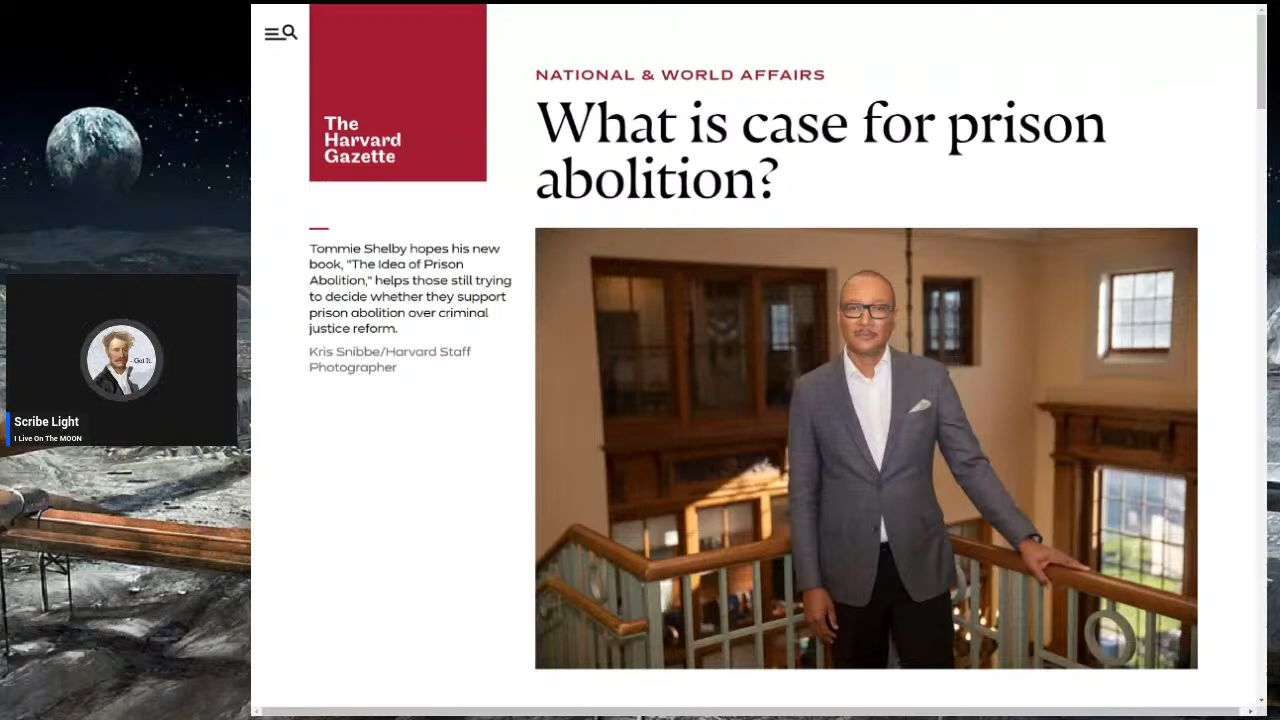 The
Harvard
Gazette
NATIONAL & WORLD AFFAIRS
What is case for prison
abolition?
Tommie Shelby hopes his new
book, "The Idea of Prison
Abolition," helps those still trying
to decide whether they support
prison abolition over criminal
justice reform.
Kris Snibbe/Harvard Staff
Photographer
- Got It.
Scribe Light
I Live On The MOON